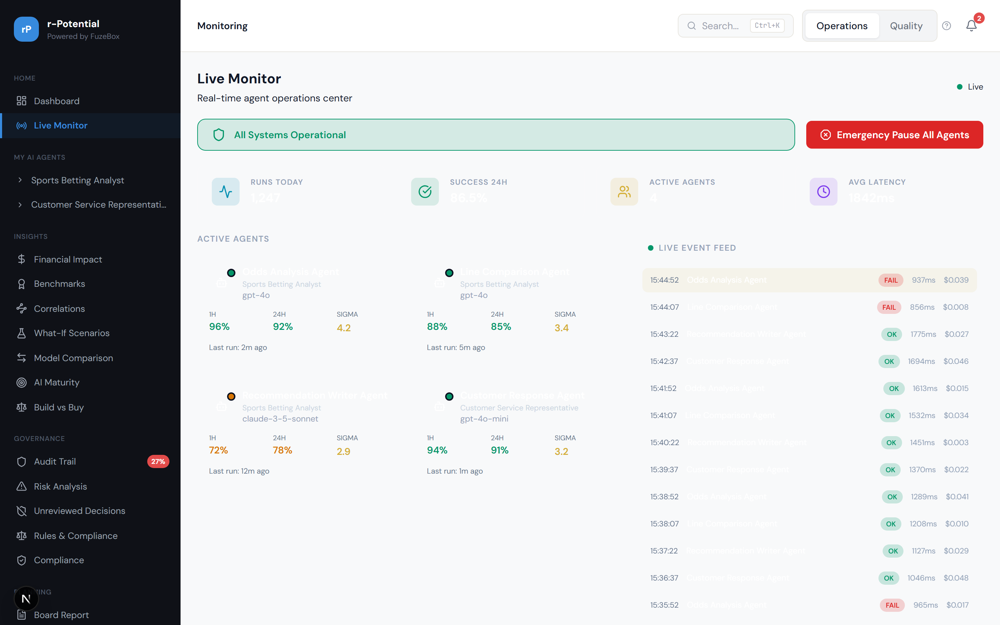 rP
r-Potential
Powered by FuzeBox
HOME
Dashboard
Live Monitor
MY AI AGENTS
Sports Betting Analyst
Customer Service Representati...
INSIGHTS
Financial Impact
Benchmarks
Correlations
What-If Scenarios
Model Comparison
AI Maturity
Build vs Buy
GOVERNANCE
Audit Trail 27%
Risk Analysis
Unreviewed Decisions
Rules & Compliance
Compliance
N
Board Report
Monitoring
Search... Ctrl+K
Operations Quality
2
Live Monitor
Real-time agent operations center
Live
All Systems Operational
Emergency Pause All Agents
RUNS TODAY
1,247
SUCCESS 24H
86.5%
ACTIVE AGENTS
4
AVG LATENCY
1842ms
ACTIVE AGENTS
Odds Analysis Agent
Sports Betting Analyst
gpt-4o
1H 24H SIGMA
96% 92% 4.2
Last run: 2m ago
Line Comparison Agent
Sports Betting Analyst
gpt-4o
1H 24H SIGMA
88% 85% 3.4
Last run: 5m ago
Recommendation Writer Agent
Sports Betting Analyst
claude-3-5-sonnet
1H 24H SIGMA
72% 78% 2.9
Last run: 12m ago
Customer Response Agent
Customer Service Representative
gpt-4o-mini
1H 24H SIGMA
94% 91% 3.2
Last run: 1m ago
LIVE EVENT FEED
15:44:52 Odds Analysis Agent FAIL 937ms $0.039
15:44:07 Line Comparison Agent FAIL 856ms $0.008
15:43:22 Recommendation Writer Agent OK 1775ms $0.027
15:42:37 Customer Response Agent OK 1694ms $0.046
15:41:52 Odds Analysis Agent OK 1613ms $0.015
15:41:07 Line Comparison Agent OK 1532ms $0.034
15:40:22 Recommendation Writer Agent OK 1451ms $0.003
15:39:37 Customer Response Agent OK 1370ms $0.022
15:38:52 Odds Analysis Agent OK 1289ms $0.041
15:38:07 Line Comparison Agent OK 1208ms $0.010
15:37:22 Recommendation Writer Agent OK 1127ms $0.029
15:36:37 Customer Response Agent OK 1046ms $0.048
15:35:52 Odds Analysis Agent FAIL 965ms $0.017